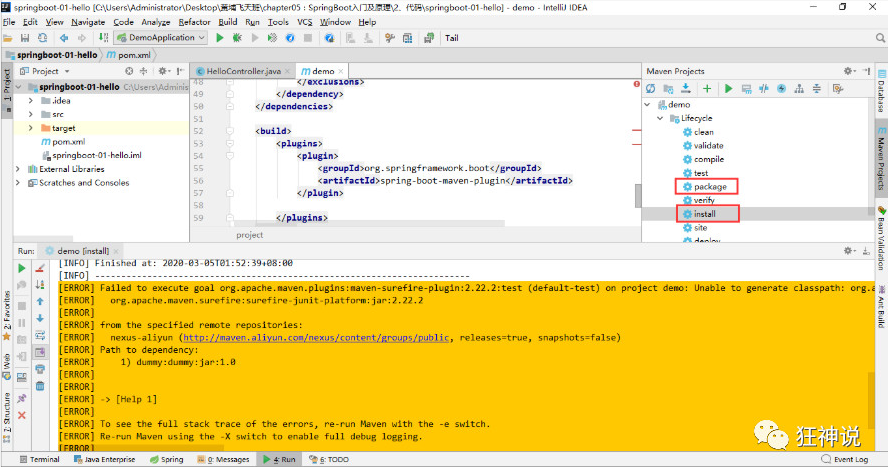 springboot-01-hello [C:\Users\Administrator\Desktop\黄埔飞天班\chapter05：SpringBoot入门及原理\2、代码\springboot-01-hello] - demo - IntelliJ IDEA
File Edit View Navigate Code Analyze Refactor Build Run Tools VCS Window Help
DemoApplication
Tail
springboot-01-hello
pom.xml
1: Project
Project
springboot-01-hello C:\Users\Adminis
.idea
src
target
pom.xml
springboot-01-hello.iml
External Libraries
Scratches and Consoles
HelloController.java
demo
48 </exclusions>
49 </dependency>
50 </dependencies>
51
52 <build>
53 <plugins>
54 <plugin>
55 <groupId>org.springframework.boot</groupId>
56 <artifactId>spring-boot-maven-plugin</artifactId>
57 </plugin>
58
59 </plugins>
project
Maven Projects
demo
Lifecycle
clean
validate
compile
test
package
verify
install
site
deploy
Database
Maven Projects
Bean Validation
Ant Build
Run: demo [install]
[INFO] Finished at: 2020-03-05T01:52:39+08:00
[INFO] ------------------------------------------------------------------------
[ERROR] Failed to execute goal org.apache.maven.plugins:maven-surefire-plugin:2.22.2:test (default-test) on project demo: Unable to generate classpath: org.a
[ERROR] org.apache.maven.surefire:surefire-junit-platform:jar:2.22.2
[ERROR]
[ERROR] from the specified remote repositories:
[ERROR] nexus-aliyun (http://maven.aliyun.com/nexus/content/groups/public, releases=true, snapshots=false)
[ERROR] Path to dependency:
[ERROR] 1) dummy:dummy:jar:1.0
[ERROR]
[ERROR]
[ERROR] -> [Help 1]
[ERROR]
[ERROR] To see the full stack trace of the errors, re-run Maven with the -e switch.
[ERROR] Re-run Maven using the -X switch to enable full debug logging.
[ERROR]
2: Favorites
Web
7: Structure
狂神说
Terminal
Java Enterprise
Spring
0: Messages
4: Run
6: TODO
Event Log